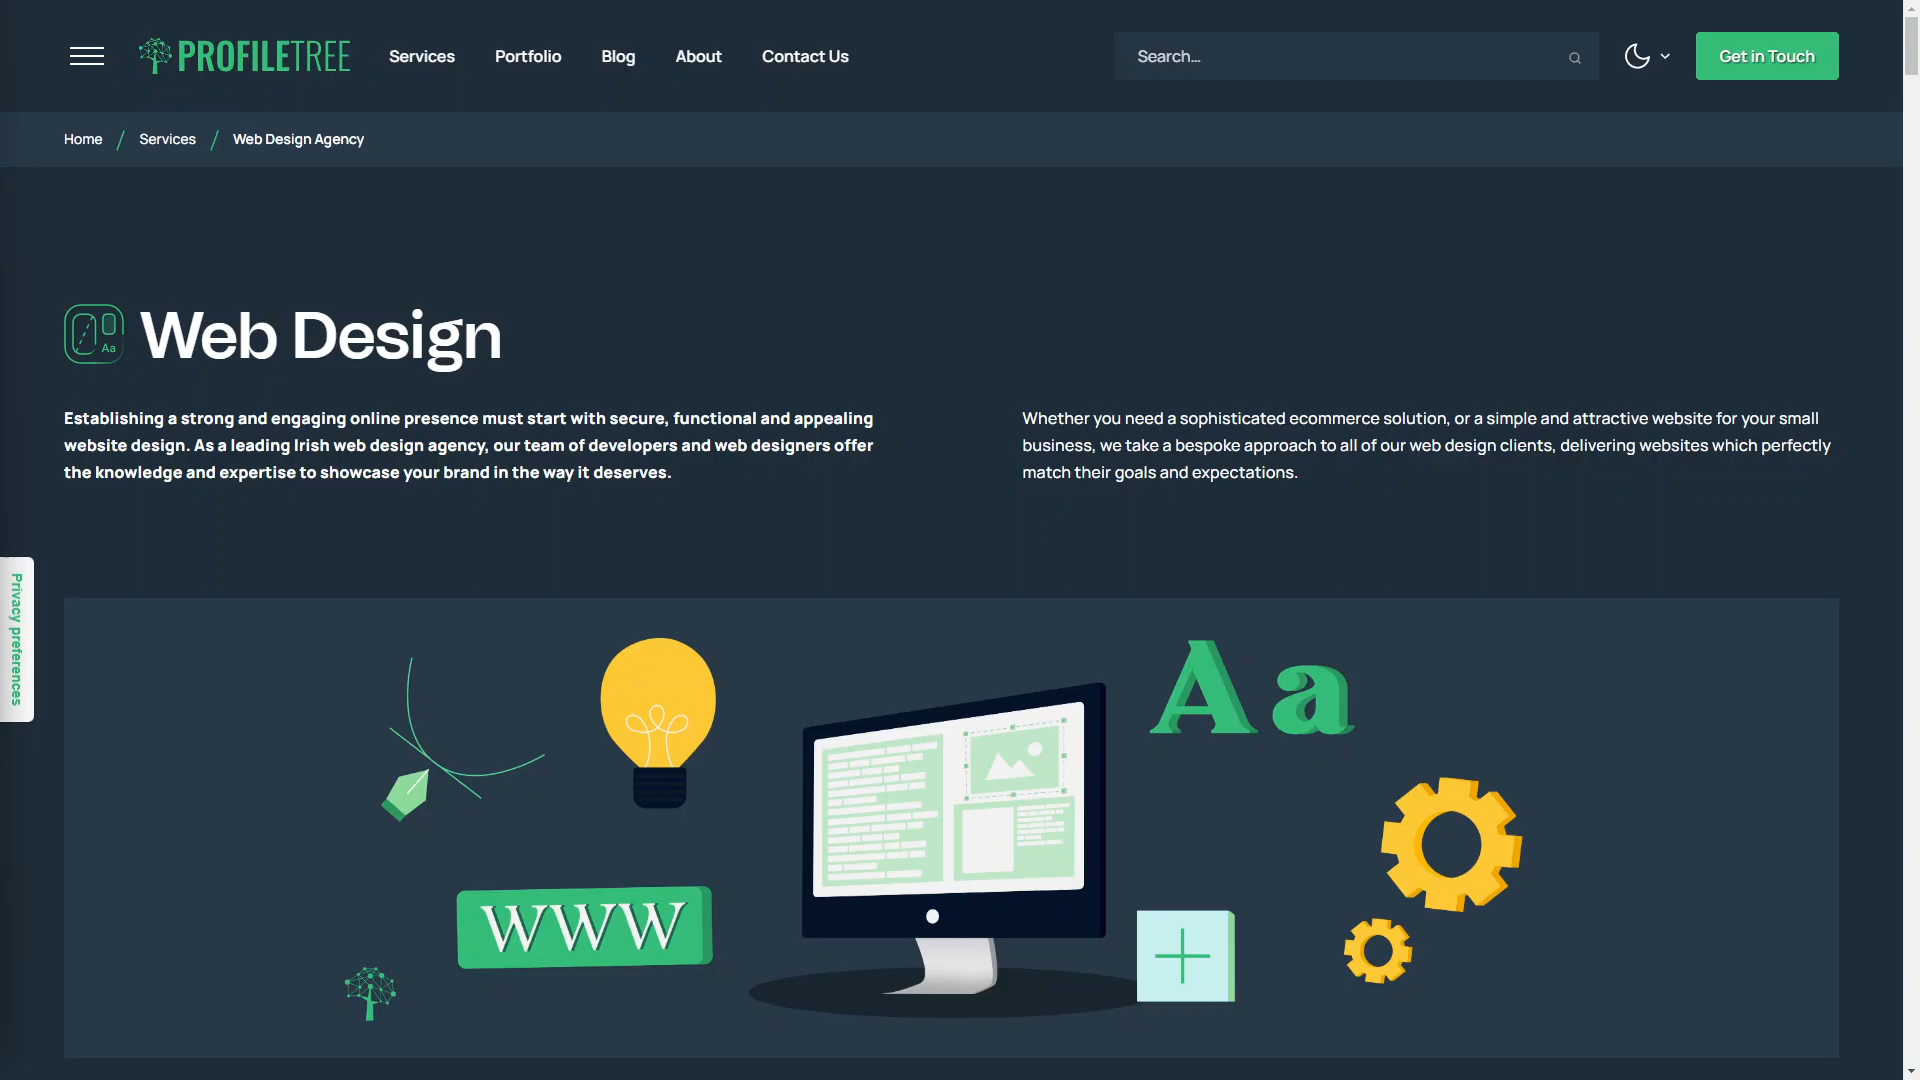 PROFILETREE
Services
Portfolio
Blog
About
Contact Us
Search...
Get in Touch
Home / Services / Web Design Agency
Aa
Web Design
Establishing a strong and engaging online presence must start with secure, functional and appealing
website design. As a leading Irish web design agency, our team of developers and web designers offer
the knowledge and expertise to showcase your brand in the way it deserves.
Whether you need a sophisticated ecommerce solution, or a simple and attractive website for your small
business, we take a bespoke approach to all of our web design clients, delivering websites which perfectly
match their goals and expectations.
Privacy preferences
Aa
WWW